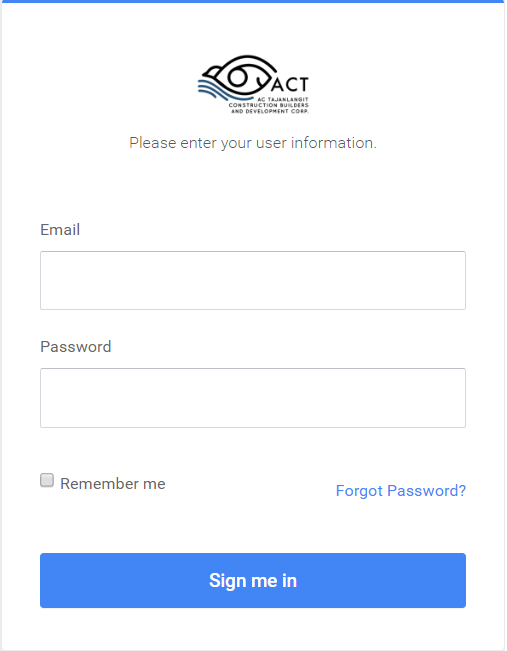 ACT
AC TAJANLANGIT
CONSTRUCTION BUILDERS
AND DEVELOPMENT CORP.
Please enter your user information.
Email
Password
Remember me
Forgot Password?
Sign me in